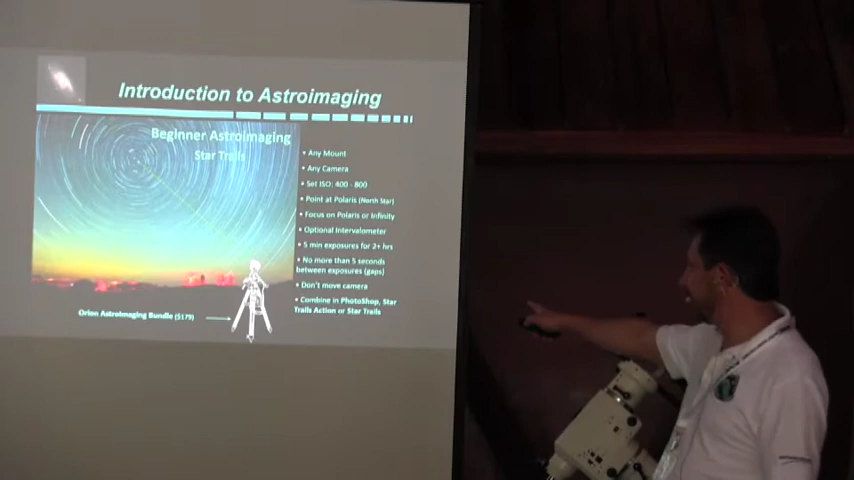 Introduction to Astroimaging
Beginner Astroimaging
Star Trails
▪ Any Mount
▪ Any Camera
▪ Set ISO: 400 - 800
▪ Point at Polaris (North Star)
▪ Focus on Polaris or Infinity
▪ Optional Intervalometer
▪ 5 min exposures for 2+ hrs
▪ No more than 5 seconds
between exposures (gaps)
▪ Don't move camera
▪ Combine in PhotoShop, Star
Trails Action or Star Trails
Orion AstroImaging Bundle ($179)